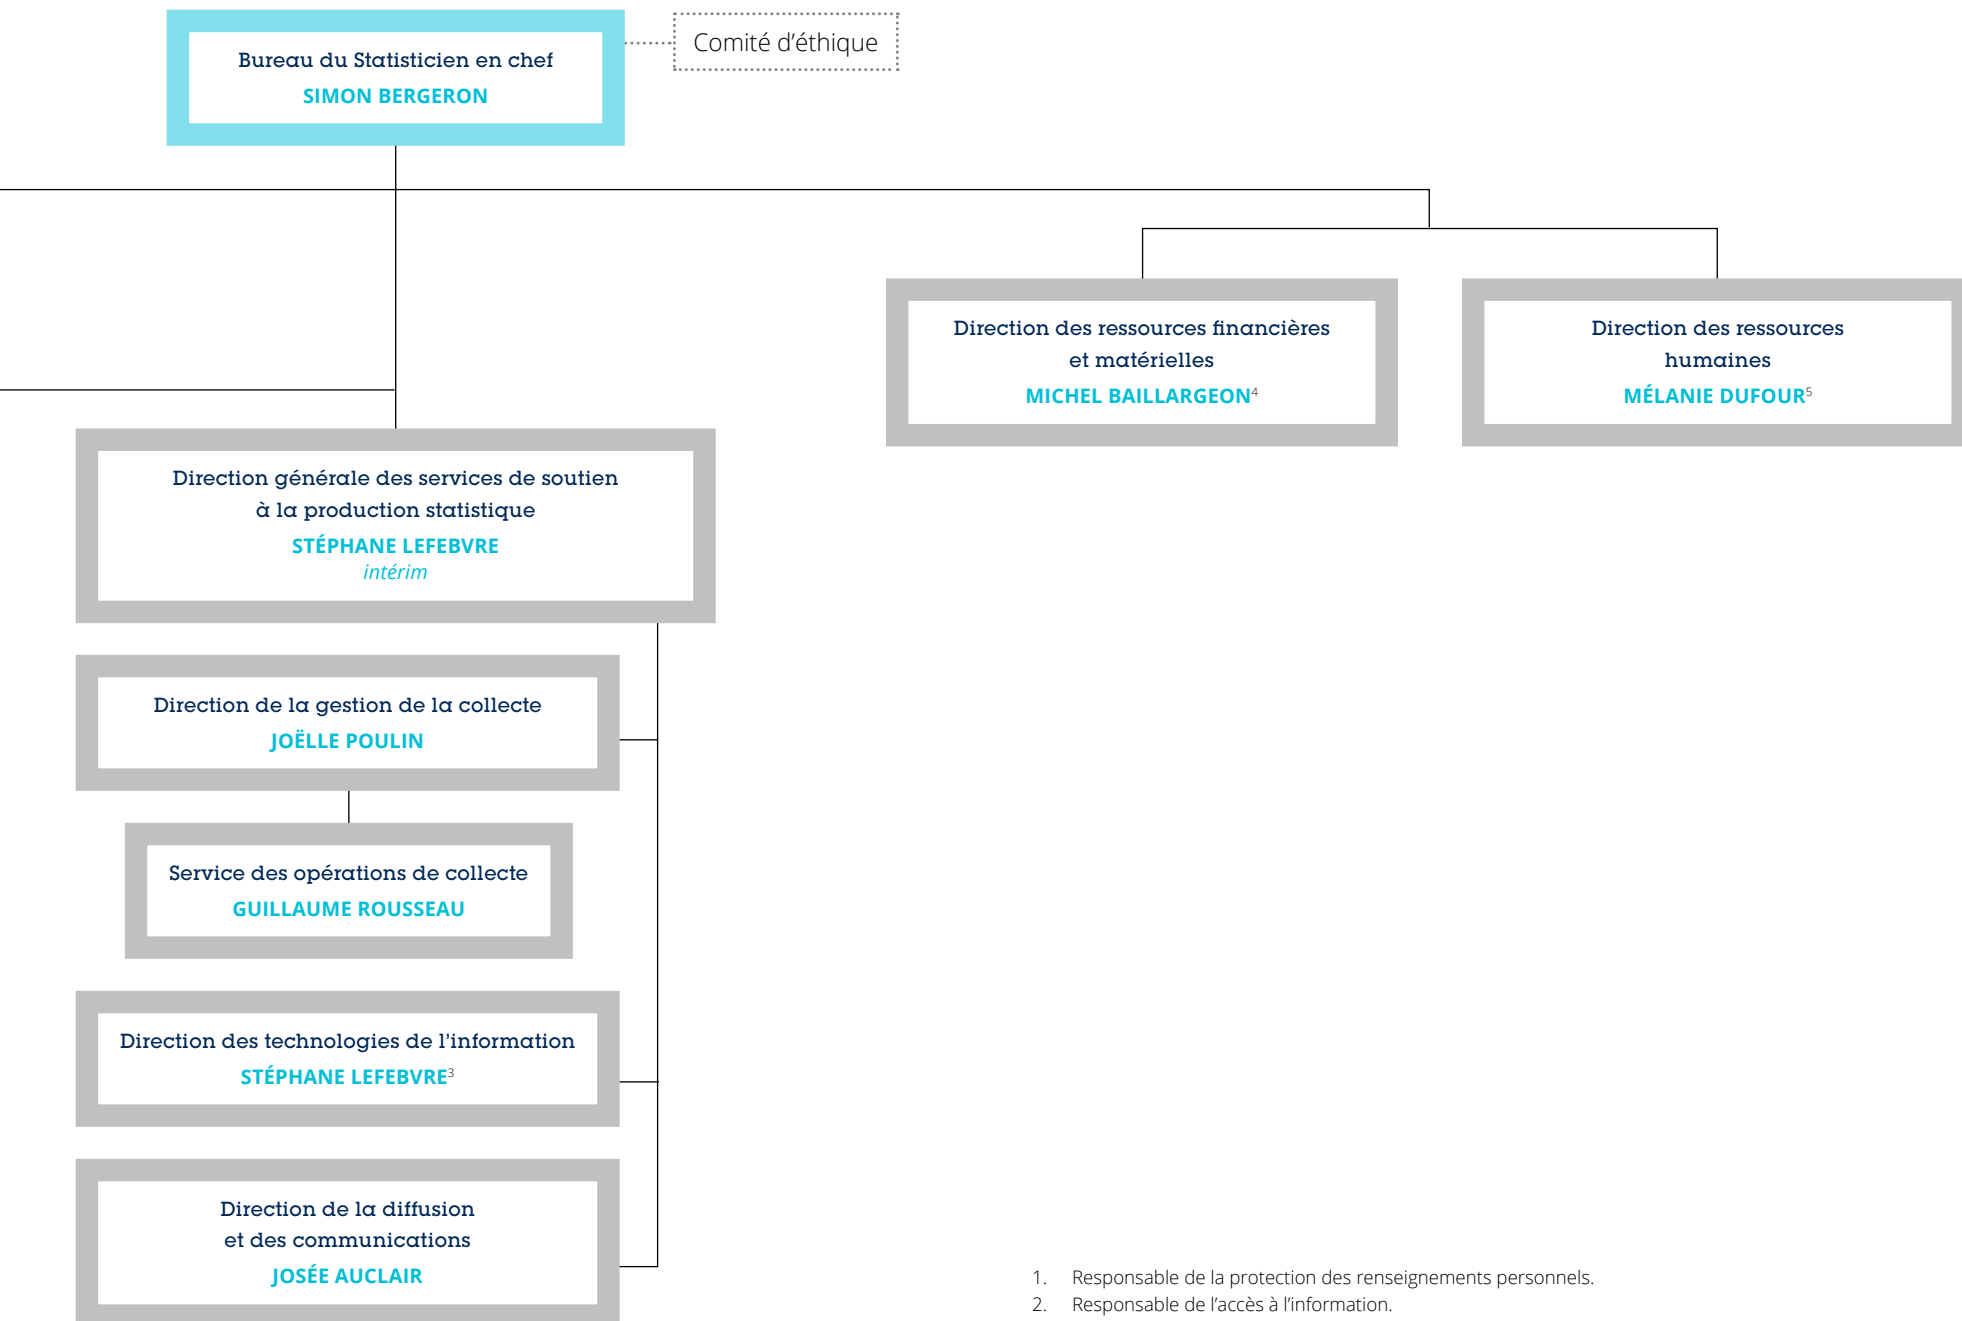 Bureau du Statisticien en chef
SIMON BERGERON
Comité d'éthique
Direction des ressources financières
et matérielles
MICHEL BAILLARGEON4
Direction des ressources
humaines
MÉLANIE DUFOUR5
Direction générale des services de soutien
à la production statistique
STÉPHANE LEFEBVRE
intérim
Direction de la gestion de la collecte
JOËLLE POULIN
Service des opérations de collecte
GUILLAUME ROUSSEAU
Direction des technologies de l'information
STÉPHANE LEFEBVRE3
Direction de la diffusion
et des communications
JOSÉE AUCLAIR
1. Responsable de la protection des renseignements personnels.
2. Responsable de l'accès à l'information.